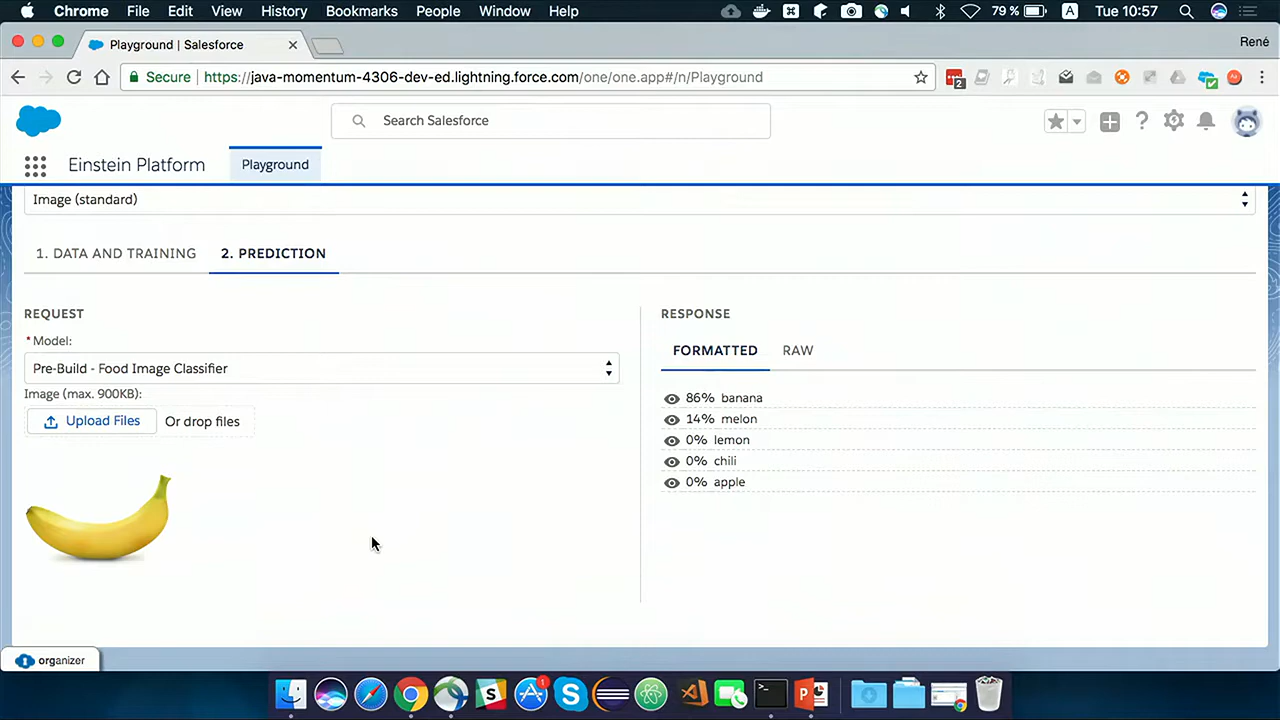 Chrome File Edit View History Bookmarks People Window Help 79 % A Tue 10:57
Playground | Salesforce René
Secure https://java-momentum-4306-dev-ed.lightning.force.com/one/one.app#/n/Playground 2
Search Salesforce
Einstein Platform Playground
Image (standard)
1. DATA AND TRAINING 2. PREDICTION
REQUEST
* Model:
Pre-Build - Food Image Classifier
Image (max. 900KB):
Upload Files Or drop files
RESPONSE
FORMATTED RAW
86% banana
14% melon
0% lemon
0% chili
0% apple
organizer
1